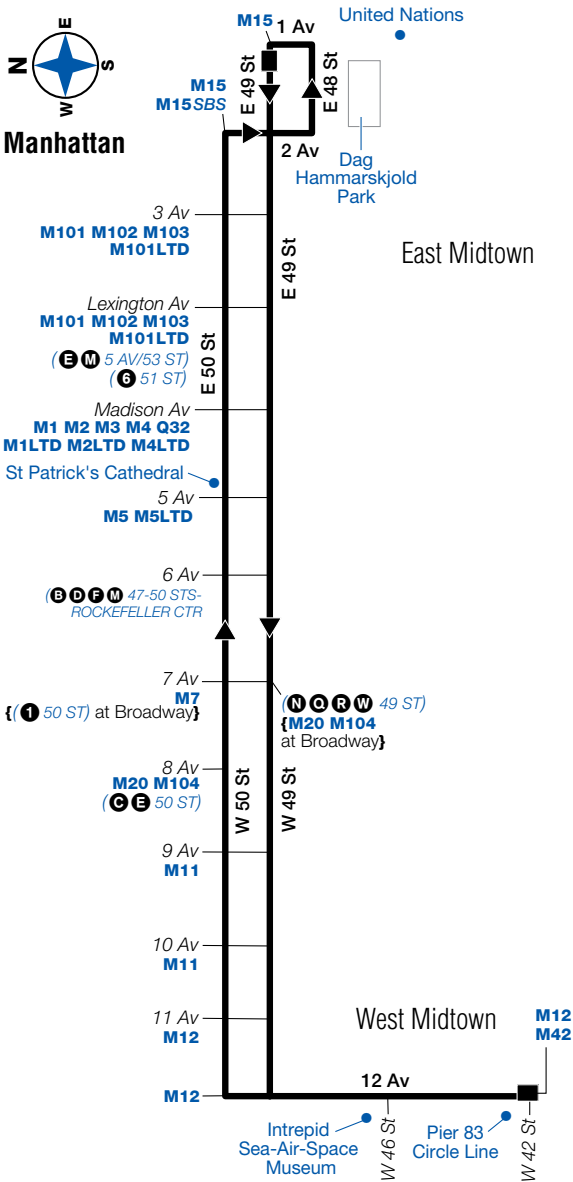 M15
1 Av
United Nations
E
N
S
W
Manhattan
M15
M15SBS
E 49 St
E 48 St
2 Av
Dag
Hammarskjold
Park
3 Av
M101 M102 M103
M101LTD
East Midtown
E 49 St
Lexington Av
M101 M102 M103
M101LTD
(E M 5 AV/53 ST)
(6 51 ST)
E 50 St
Madison Av
M1 M2 M3 M4 Q32
M1LTD M2LTD M4LTD
St Patrick's Cathedral
5 Av
M5 M5LTD
6 Av
(B D F M 47-50 STS-
ROCKEFELLER CTR
7 Av
M7
{(1 50 ST) at Broadway}
(N Q R W 49 ST)
{M20 M104
at Broadway}
8 Av
M20 M104
(C E 50 ST)
W 50 St
W 49 St
9 Av
M11
10 Av
M11
11 Av
M12
West Midtown
M12
M42
M12
12 Av
Intrepid
Sea-Air-Space
Museum
W 46 St
Pier 83
Circle Line
W 42 St